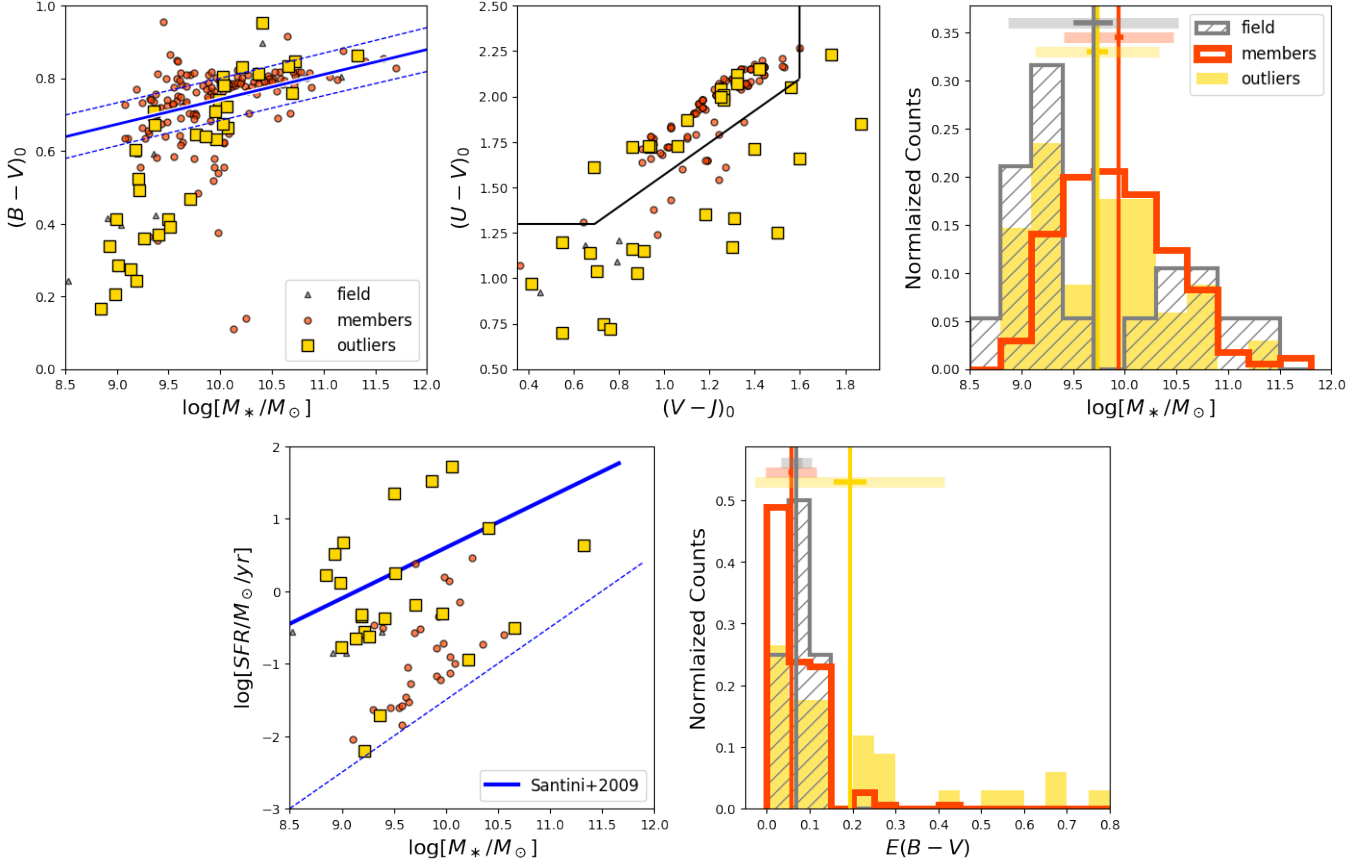 1.0
0.8
0.6
0.4
0.2
0.0
(B − V)₀
8.5 9.0 9.5 10.0 10.5 11.0 11.5 12.0
log[M∗/M⊙]
field
members
outliers
2.50
2.25
2.00
1.75
1.50
1.25
1.00
0.75
0.50
(U − V)₀
0.4 0.6 0.8 1.0 1.2 1.4 1.6 1.8
(V − J)₀
field
members
outliers
0.35
0.30
0.25
0.20
0.15
0.10
0.05
0.00
Normlaized Counts
8.5 9.0 9.5 10.0 10.5 11.0 11.5 12.0
log[M∗/M⊙]
2
1
0
−1
−2
−3
log[SFR/M⊙/yr]
Santini+2009
8.5 9.0 9.5 10.0 10.5 11.0 11.5 12.0
log[M∗/M⊙]
0.5
0.4
0.3
0.2
0.1
0.0
Normlaized Counts
0.0 0.1 0.2 0.3 0.4 0.5 0.6 0.7 0.8
E(B − V)